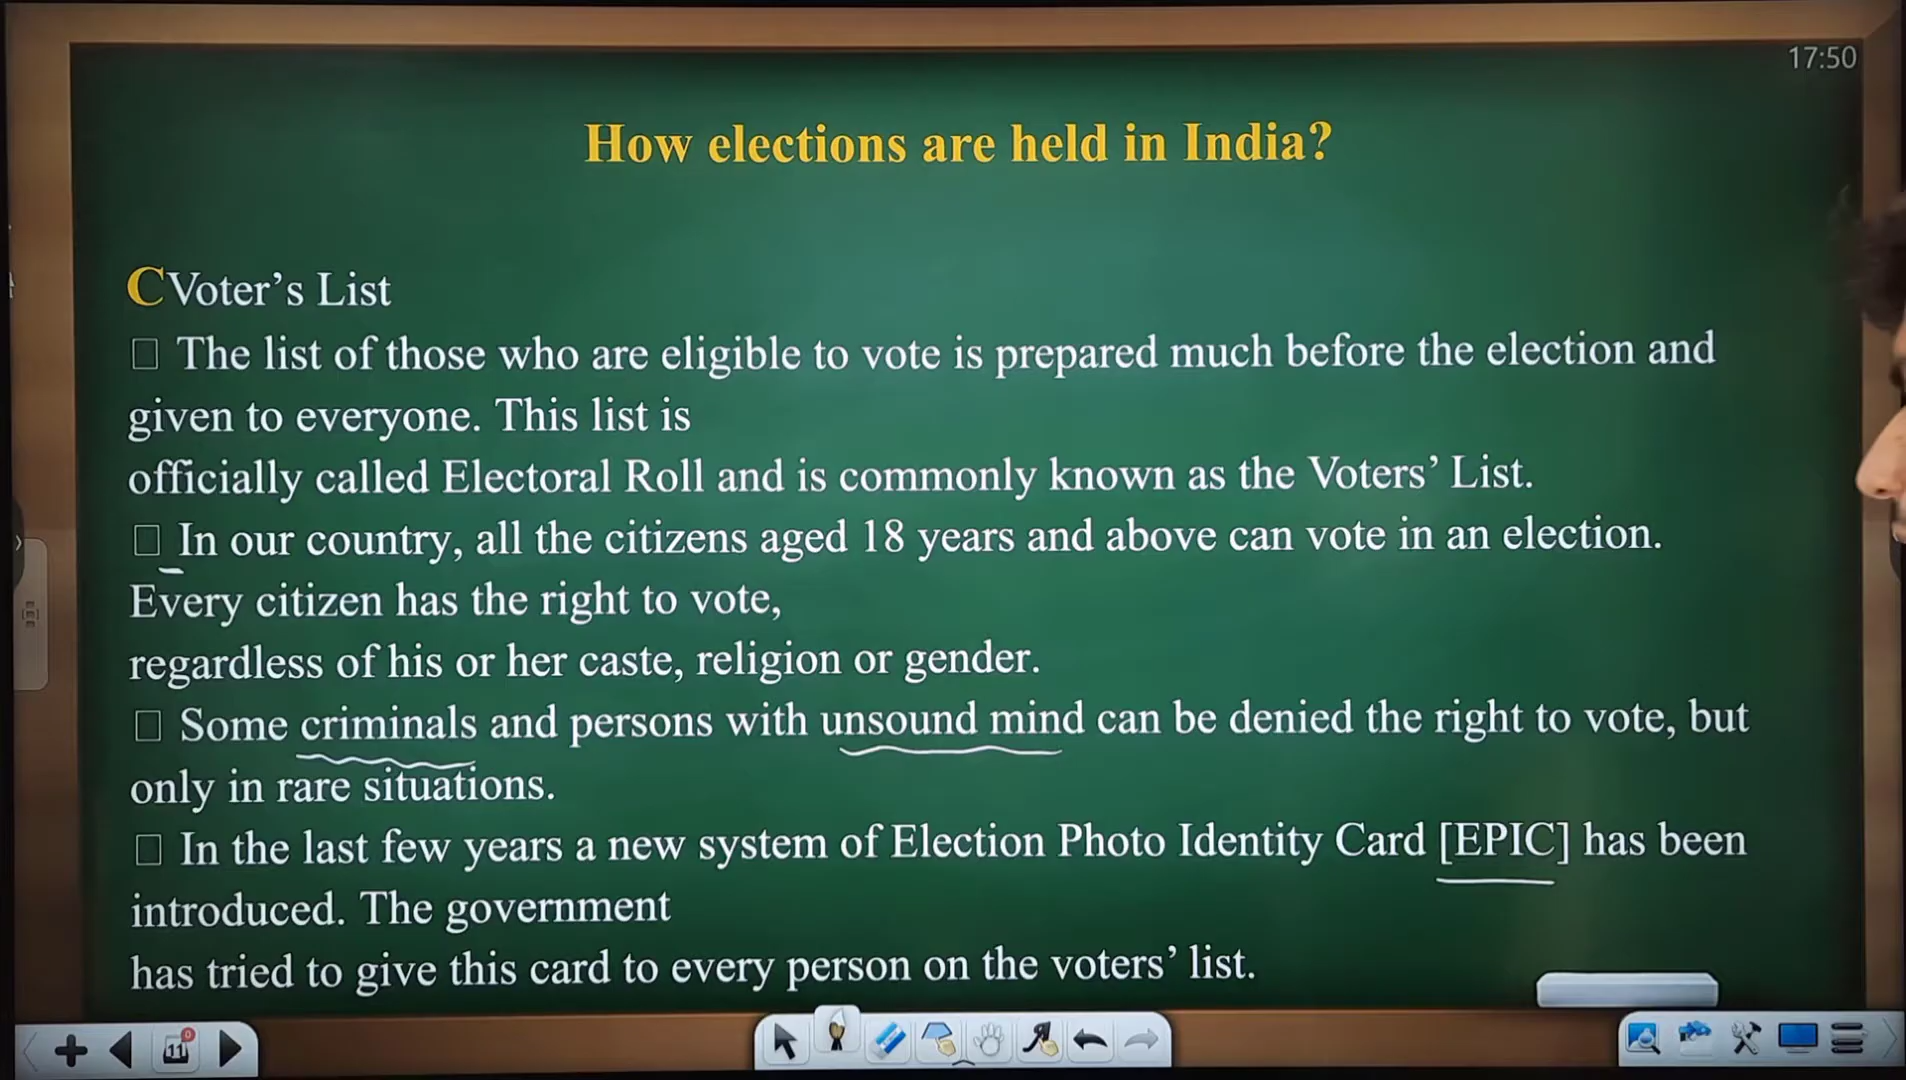 17:50
How elections are held in India?
CVoter’s List
□ The list of those who are eligible to vote is prepared much before the election and
given to everyone. This list is
officially called Electoral Roll and is commonly known as the Voters’ List.
□ In our country, all the citizens aged 18 years and above can vote in an election.
Every citizen has the right to vote,
regardless of his or her caste, religion or gender.
□ Some criminals and persons with unsound mind can be denied the right to vote, but
only in rare situations.
□ In the last few years a new system of Election Photo Identity Card [EPIC] has been
introduced. The government
has tried to give this card to every person on the voters’ list.
11